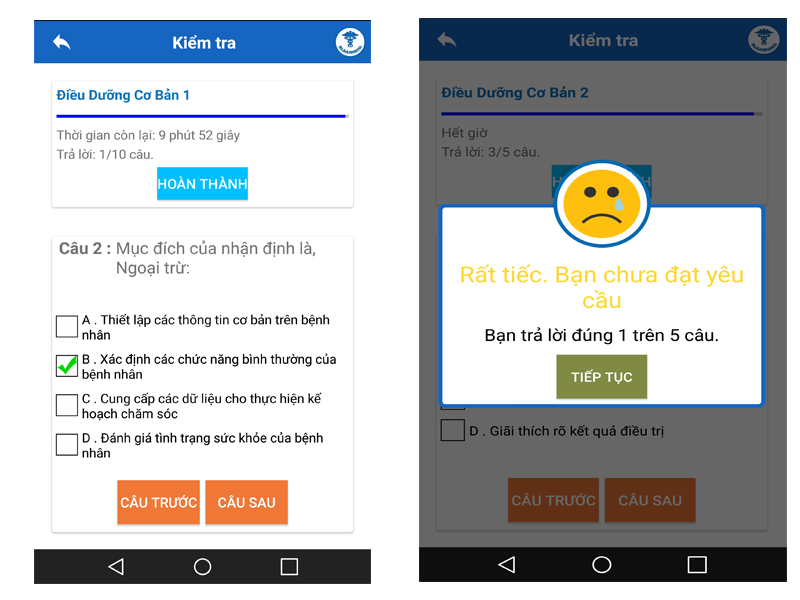 Kiểm tra
Điều Dưỡng Cơ Bản 1
Thời gian còn lại: 9 phút 52 giây
Trả lời: 1/10 câu.
HOÀN THÀNH
Câu 2 : Mục đích của nhận định là,
Ngoại trừ:
A . Thiết lập các thông tin cơ bản trên bệnh
nhân
B . Xác định các chức năng bình thường của
bệnh nhân
C . Cung cấp các dữ liệu cho thực hiện kế
hoạch chăm sóc
D . Đánh giá tình trạng sức khỏe của bệnh
nhân
CÂU TRƯỚC
CÂU SAU
Kiểm tra
Điều Dưỡng Cơ Bản 2
Hết giờ
Trả lời: 3/5 câu.
Rất tiếc. Bạn chưa đạt yêu
cầu
Bạn trả lời đúng 1 trên 5 câu.
TIẾP TỤC
D . Giãi thích rõ kết quả điều trị
CÂU TRƯỚC
CÂU SAU